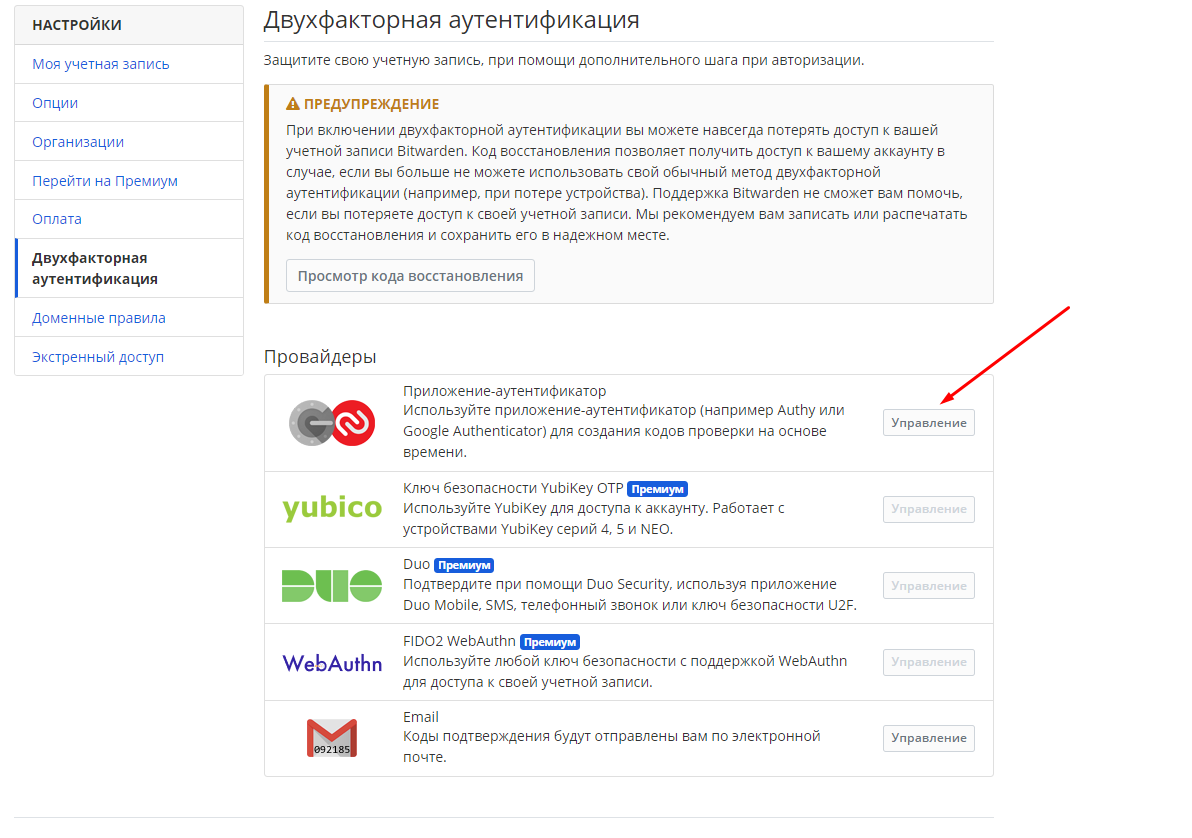 НАСТРОЙКИ
Моя учетная запись
Опции
Организации
Перейти на Премиум
Оплата
Двухфакторная
аутентификация
Доменные правила
Экстренный доступ
Двухфакторная аутентификация
Защитите свою учетную запись, при помощи дополнительного шага при авторизации.
ПРЕДУПРЕЖДЕНИЕ
При включении двухфакторной аутентификации вы можете навсегда потерять доступ к вашей
учетной записи Bitwarden. Код восстановления позволяет получить доступ к вашему аккаунту в
случае, если вы больше не можете использовать свой обычный метод двухфакторной
аутентификации (например, при потере устройства). Поддержка Bitwarden не сможет вам помочь,
если вы потеряете доступ к своей учетной записи. Мы рекомендуем вам записать или распечатать
код восстановления и сохранить его в надежном месте.
Просмотр кода восстановления
Провайдеры
Приложение-аутентификатор
Используйте приложение-аутентификатор (например Authy или
Google Authenticator) для создания кодов проверки на основе
времени.
Управление
yubico
Ключ безопасности YubiKey OTP Премиум
Используйте YubiKey для доступа к аккаунту. Работает с
устройствами YubiKey серий 4, 5 и NEO.
Управление
DUO
Duo Премиум
Подтвердите при помощи Duo Security, используя приложение
Duo Mobile, SMS, телефонный звонок или ключ безопасности U2F.
Управление
WebAuthn
FIDO2 WebAuthn Премиум
Используйте любой ключ безопасности с поддержкой WebAuthn
для доступа к своей учетной записи.
Управление
092185
Email
Коды подтверждения будут отправлены вам по электронной
почте.
Управление